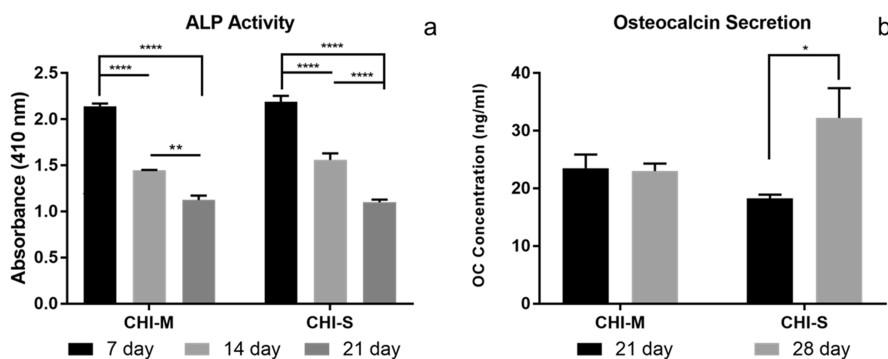 ALP Activity
a
Absorbance (410 nm)
2.5
2.0
1.5
1.0
0.5
0.0
****
****
**
****
****
****
CHI-M
CHI-S
7 day
14 day
21 day
Osteocalcin Secretion
b
OC Concentration (ng/ml)
40
30
20
10
0
*
CHI-M
CHI-S
21 day
28 day